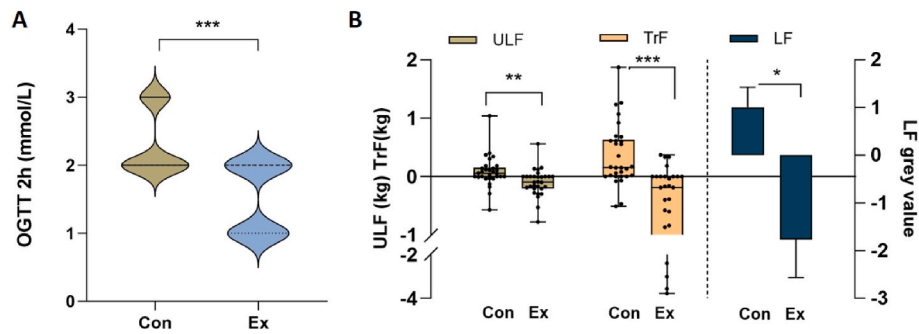 A
OGTT 2h (mmol/L)
4
3
2
1
0
***
Con Ex
B
ULF TrF LF
ULF (kg) TrF(kg)
2
1
0
-1
-2
-4
**
***
*
Con Ex Con Ex Con Ex
2
1
0
-1
-2
-3
LF grey value